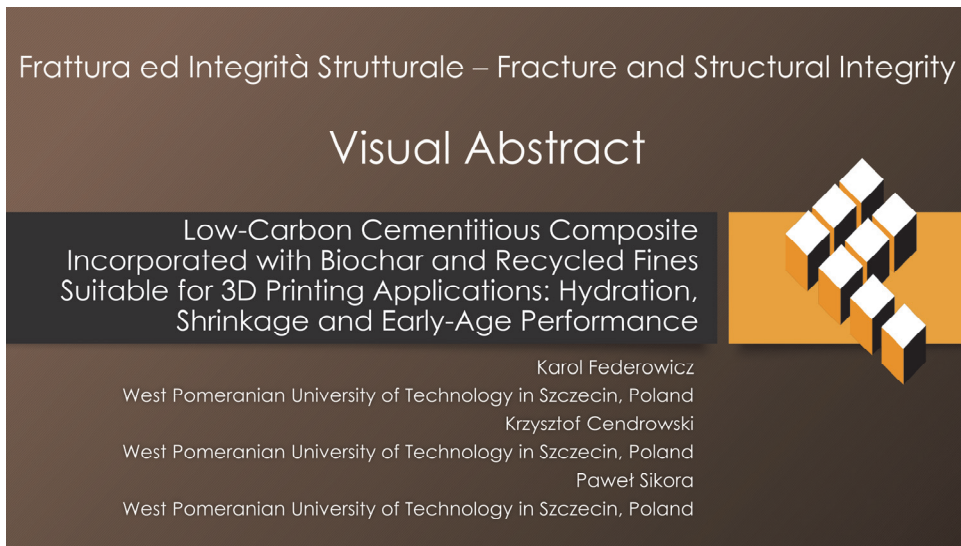 Frattura ed Integrità Strutturale – Fracture and Structural Integrity
Visual Abstract
Low-Carbon Cementitious Composite
Incorporated with Biochar and Recycled Fines
Suitable for 3D Printing Applications: Hydration,
Shrinkage and Early-Age Performance
Karol Federowicz
West Pomeranian University of Technology in Szczecin, Poland
Krzysztof Cendrowski
West Pomeranian University of Technology in Szczecin, Poland
Paweł Sikora
West Pomeranian University of Technology in Szczecin, Poland